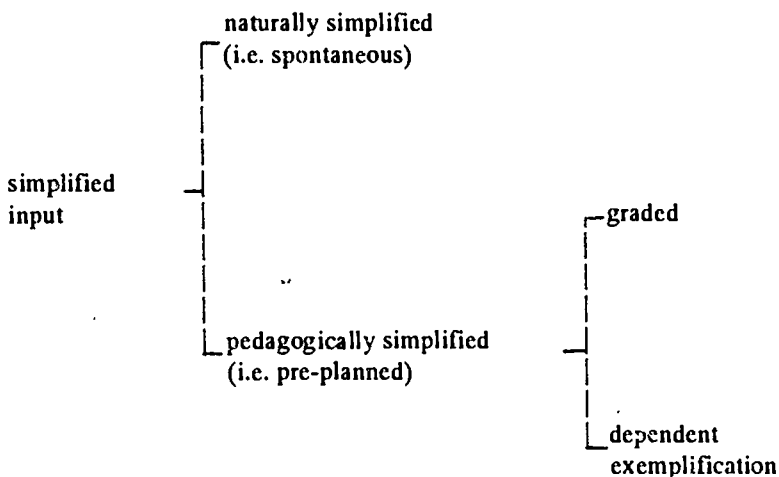 naturally simplified
(i.e. spontaneous)
simplified
input
graded
pedagogically simplified
(i.e. pre-planned)
dependent
exemplification